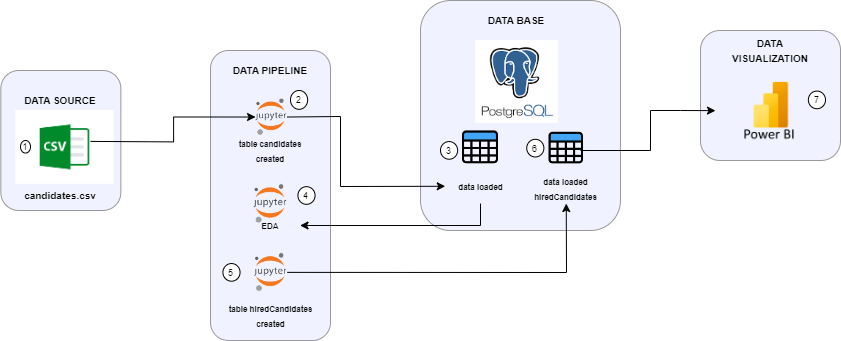 DATA SOURCE
1
CSV
candidates.csv
DATA PIPELINE
2
jupyter
table candidates
created
4
jupyter
EDA
5
jupyter
table hiredCandidates
created
DATA BASE
PostgreSQL
3
data loaded
6
data loaded
hiredCandidates
DATA
VISUALIZATION
7
Power BI